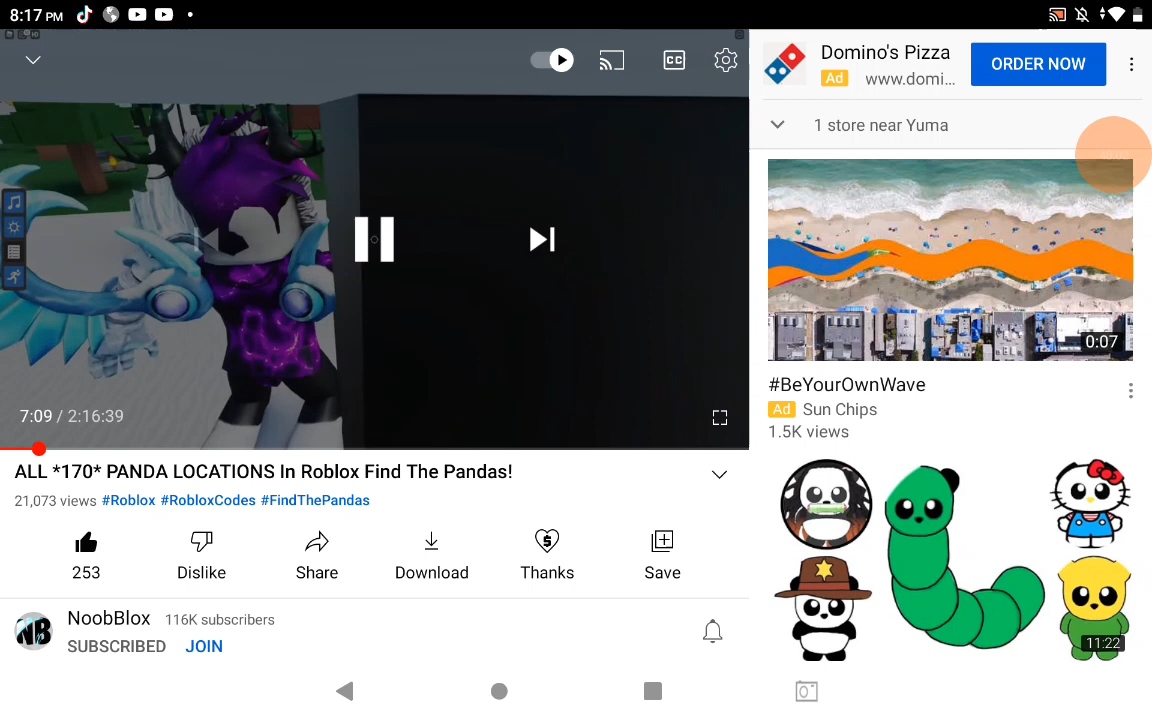 8:17 PM
Domino's Pizza
Ad www.domi...
ORDER NOW
1 store near Yuma
CC
7:09 / 2:16:39
0:07
#BeYourOwnWave
Ad Sun Chips
1.5K views
ALL *170* PANDA LOCATIONS In Roblox Find The Pandas!
21,073 views #Roblox #RobloxCodes #FindThePandas
253
Dislike
Share
Download
Thanks
Save
NB
NoobBlox 116K subscribers
SUBSCRIBED JOIN
11:22